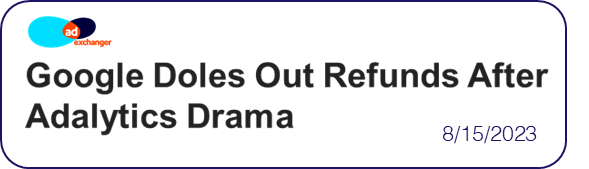 ad
exchanger
Google Doles Out Refunds After
Adalytics Drama
8/15/2023